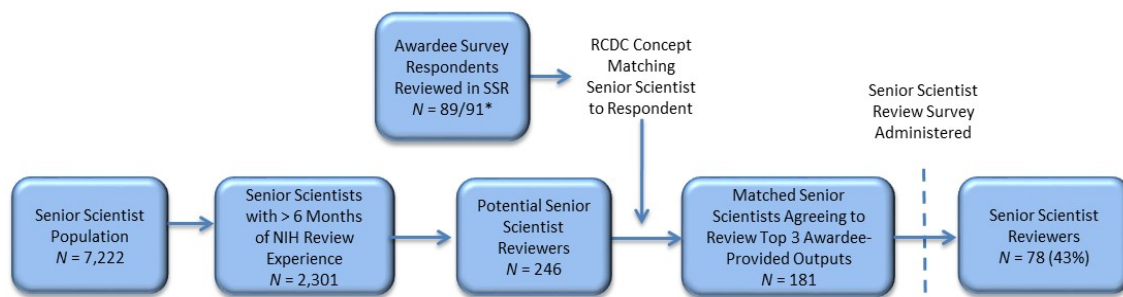 Awardee Survey
Respondents
Reviewed in SSR
N = 89/91*
RCDC Concept
Matching
Senior Scientist
to Respondent
Senior Scientist
Review Survey
Administered
Senior Scientist
Population
N = 7,222
Senior Scientists
with > 6 Months
of NIH Review
Experience
N = 2,301
Potential Senior
Scientist
Reviewers
N = 246
Matched Senior
Scientists Agreeing to
Review Top 3 Awardee-
Provided Outputs
N = 181
Senior Scientist
Reviewers
N = 78 (43%)